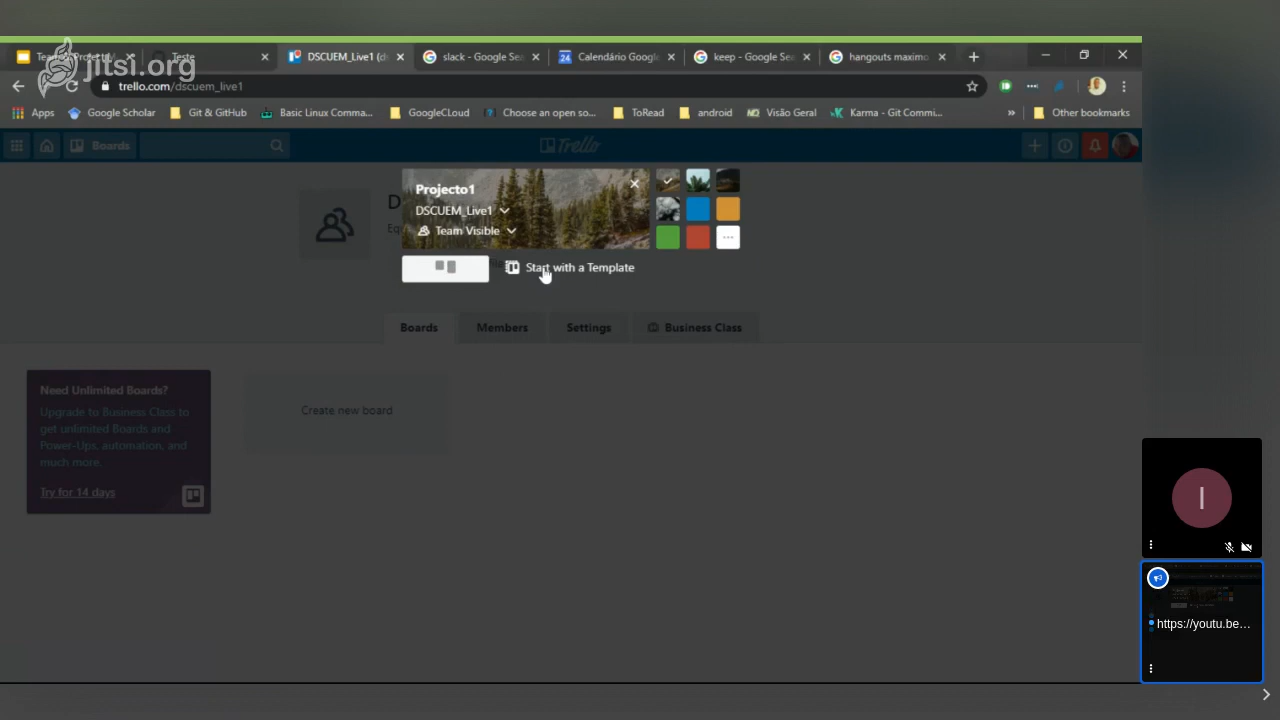 jitsi.org
Teste
DSCUEM_Live1 (ds
slack - Google Sea
Calendário Google
keep - Google Sea
hangouts maximo
trello.com/dscuem_live1
Apps
Google Scholar
Git & GitHub
Basic Linux Comma...
GoogleCLoud
Choose an open so...
ToRead
android
Visão Geral
Karma - Git Commi...
»
Other bookmarks
Boards
Trello
Projecto1
DSCUEM_Live1
Team Visible
Start with a Template
D
Boards
Members
Settings
Business Class
Need Unlimited Boards?
Upgrade to Business Class to
get unlimited Boards and
Power-Ups, automation, and
much more.
Try for 14 days
Create new board
I
https://youtu.be...